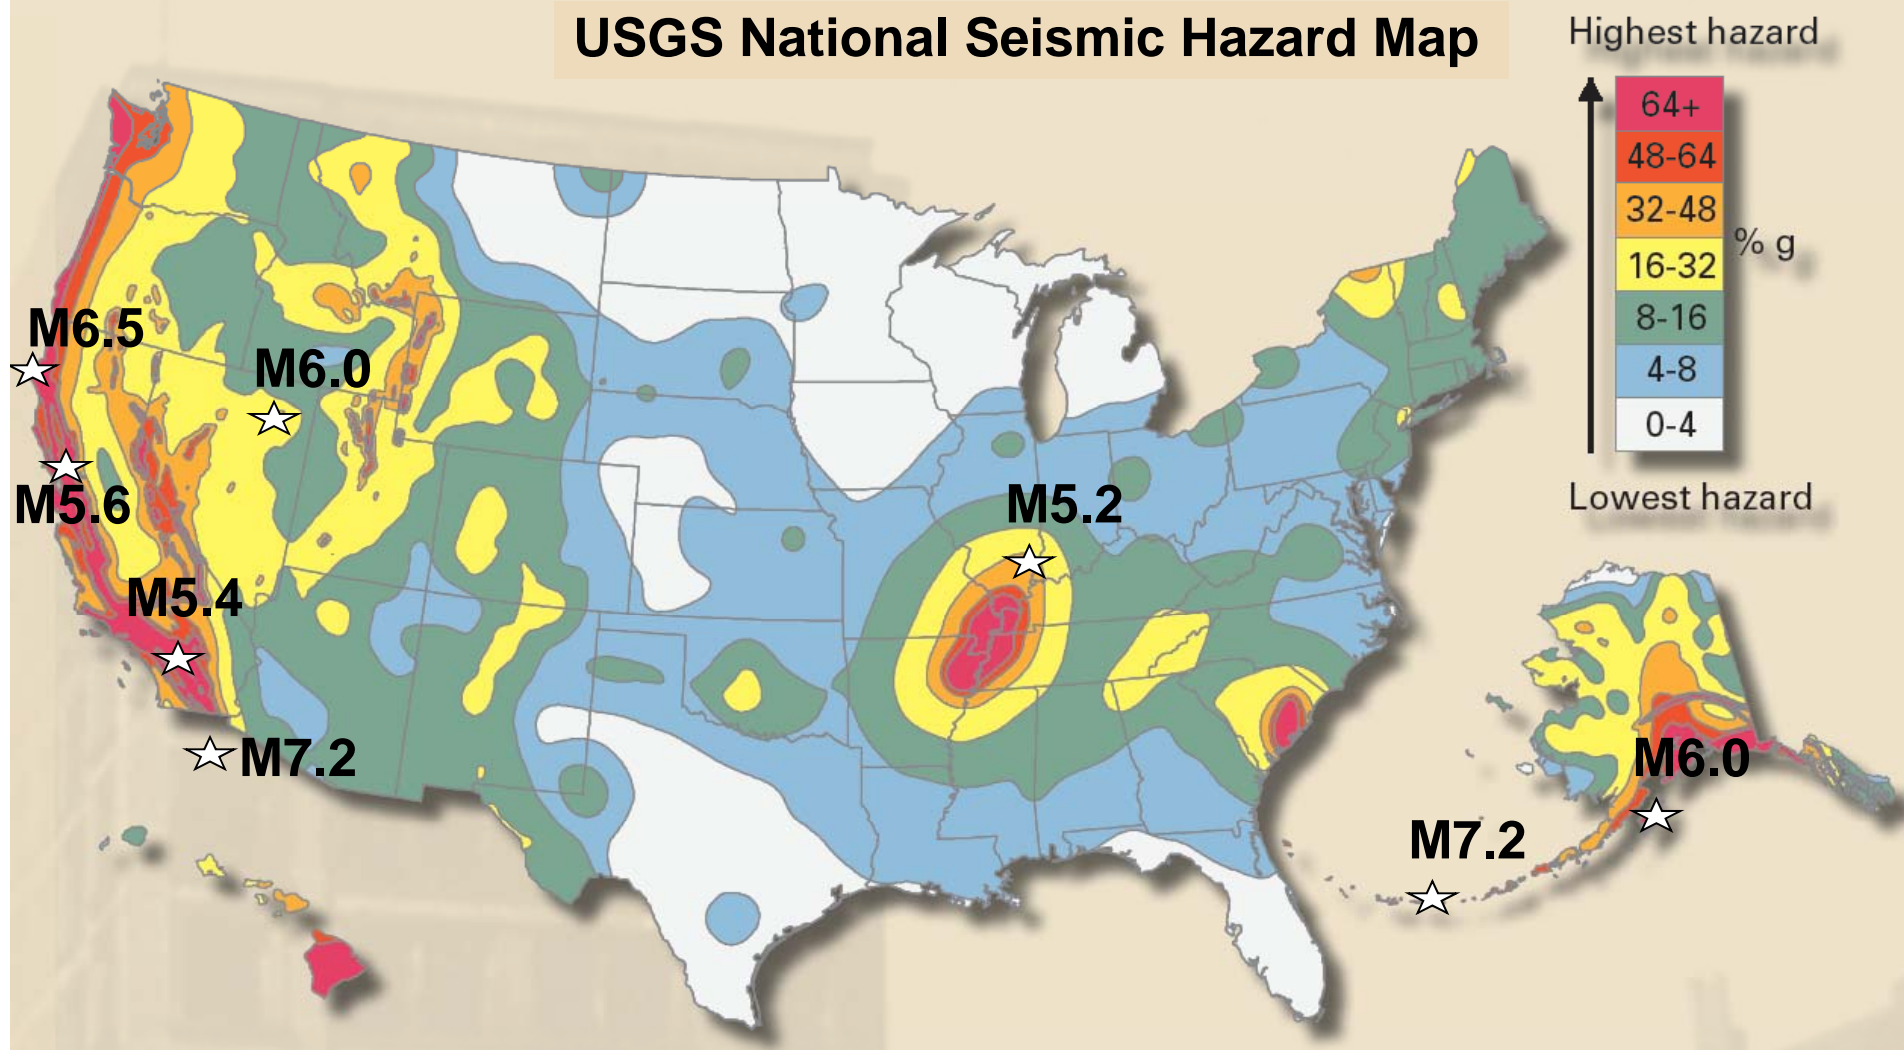 USGS National Seismic Hazard Map
Highest hazard
64+
48-64
32-48
% g
16-32
8-16
4-8
0-4
Lowest hazard
M6.5
M6.0
M5.6
M5.2
M5.4
M7.2
M6.0
M7.2